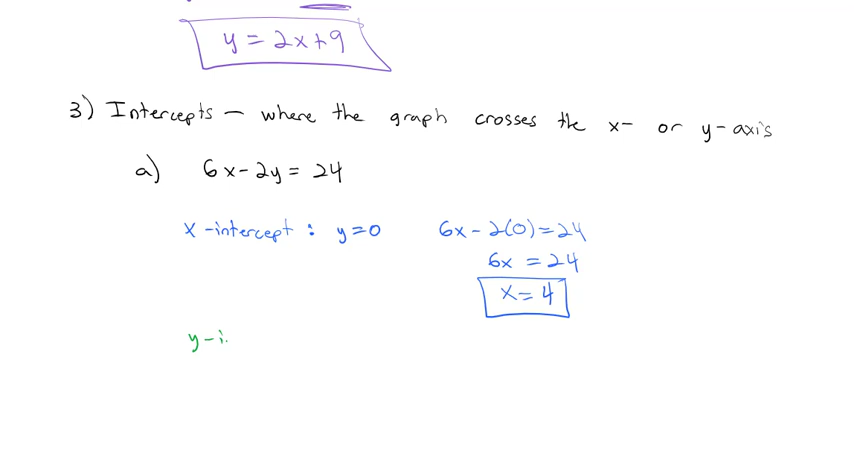 y = 2x+9
3) Intercepts – where the graph crosses the x- or y-axis
a) 6x-2y = 24
x-intercept: y=0 6x-2(0)=24
6x = 24
x = 4
y-i